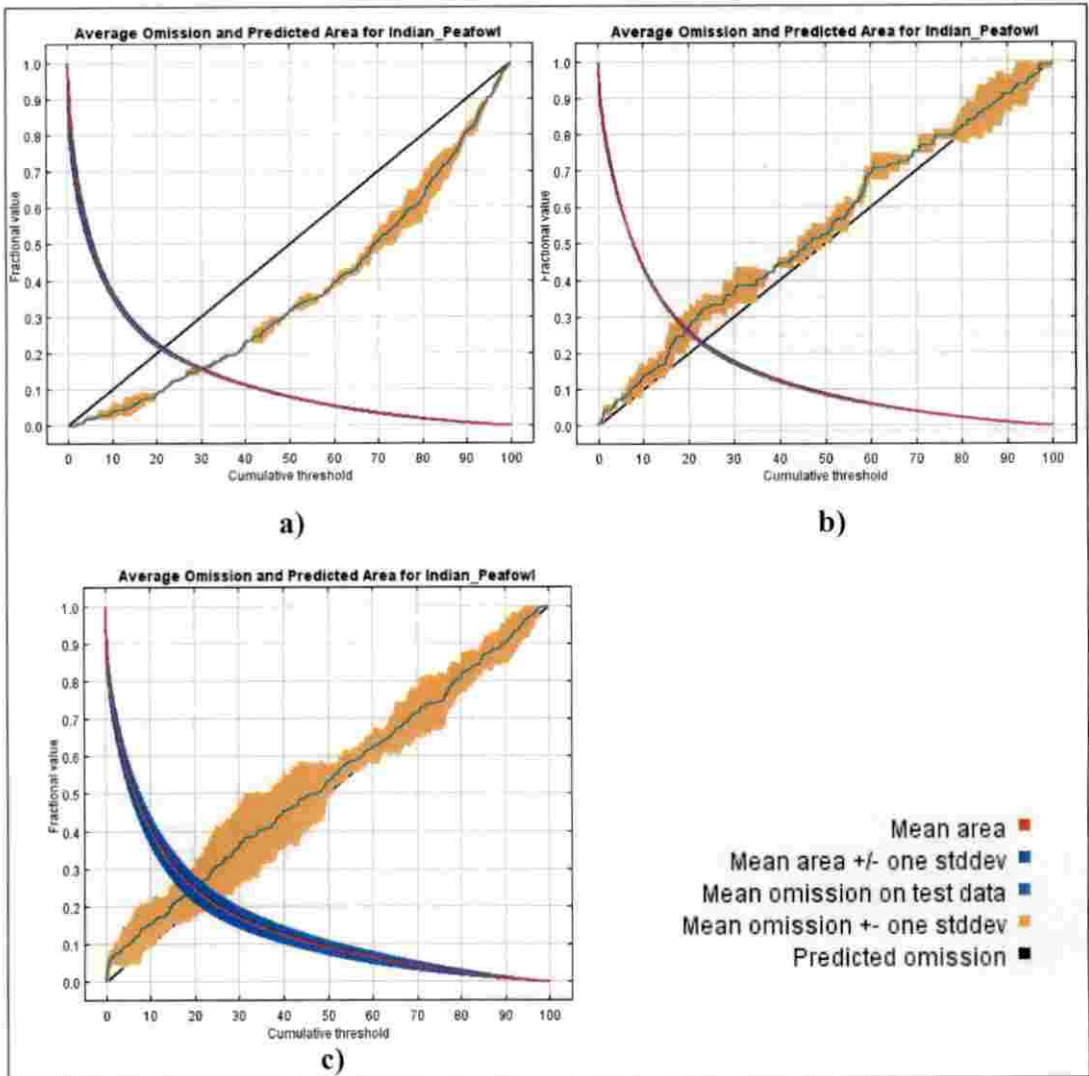 Average Omission and Predicted Area for Indian_Peafowl
1.0
0.9
0.8
0.7
0.6
0.5
0.4
0.3
0.2
0.1
0.0
Fractional value
0 10 20 30 40 50 60 70 80 90 100
Cumulative threshold
a)
Average Omission and Predicted Area for Indian_Peafowl
1.0
0.9
0.8
0.7
0.6
0.5
0.4
0.3
0.2
0.1
0.0
Fractional value
0 10 20 30 40 50 60 70 80 90 100
Cumulative threshold
b)
Average Omission and Predicted Area for Indian_Peafowl
1.0
0.9
0.8
0.7
0.6
0.5
0.4
0.3
0.2
0.1
0.0
Fractional value
0 10 20 30 40 50 60 70 80 90 100
Cumulative threshold
c)
Mean area
Mean area +/- one stddev
Mean omission on test data
Mean omission +- one stddev
Predicted omission